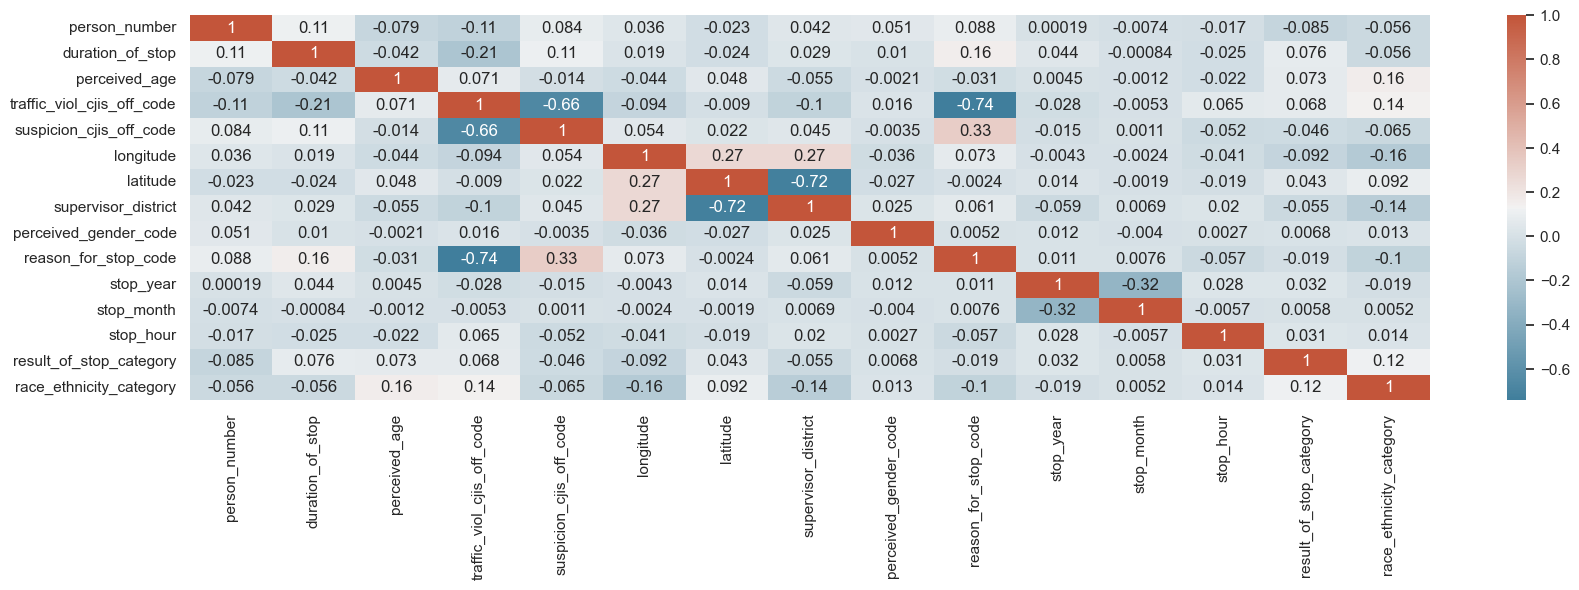 person_number 1 0.11 -0.079 -0.11 0.084 0.036 -0.023 0.042 0.051 0.088 0.00019 -0.0074 -0.017 -0.085 -0.056
duration_of_stop 0.11 1 -0.042 -0.21 0.11 0.019 -0.024 0.029 0.01 0.16 0.044 -0.00084 -0.025 0.076 -0.056
perceived_age -0.079 -0.042 1 0.071 -0.014 -0.044 0.048 -0.055 -0.0021 -0.031 0.0045 -0.0012 -0.022 0.073 0.16
traffic_viol_cjis_off_code -0.11 -0.21 0.071 1 -0.66 -0.094 -0.009 -0.1 0.016 -0.74 -0.028 -0.0053 0.065 0.068 0.14
suspicion_cjis_off_code 0.084 0.11 -0.014 -0.66 1 0.054 0.022 0.045 -0.0035 0.33 -0.015 0.0011 -0.052 -0.046 -0.065
longitude 0.036 0.019 -0.044 -0.094 0.054 1 0.27 0.27 -0.036 0.073 -0.0043 -0.0024 -0.041 -0.092 -0.16
latitude -0.023 -0.024 0.048 -0.009 0.022 0.27 1 -0.72 -0.027 -0.0024 0.014 -0.0019 -0.019 0.043 0.092
supervisor_district 0.042 0.029 -0.055 -0.1 0.045 0.27 -0.72 1 0.025 0.061 -0.059 0.0069 0.02 -0.055 -0.14
perceived_gender_code 0.051 0.01 -0.0021 0.016 -0.0035 -0.036 -0.027 0.025 1 0.0052 0.012 -0.004 0.0027 0.0068 0.013
reason_for_stop_code 0.088 0.16 -0.031 -0.74 0.33 0.073 -0.0024 0.061 0.0052 1 0.011 0.0076 -0.057 -0.019 -0.1
stop_year 0.00019 0.044 0.0045 -0.028 -0.015 -0.0043 0.014 -0.059 0.012 0.011 1 -0.32 0.028 0.032 -0.019
stop_month -0.0074 -0.00084 -0.0012 -0.0053 0.0011 -0.0024 -0.0019 0.0069 -0.004 0.0076 -0.32 1 -0.0057 0.0058 0.0052
stop_hour -0.017 -0.025 -0.022 0.065 -0.052 -0.041 -0.019 0.02 0.0027 -0.057 0.028 -0.0057 1 0.031 0.014
result_of_stop_category -0.085 0.076 0.073 0.068 -0.046 -0.092 0.043 -0.055 0.0068 -0.019 0.032 0.0058 0.031 1 0.12
race_ethnicity_category -0.056 -0.056 0.16 0.14 -0.065 -0.16 0.092 -0.14 0.013 -0.1 -0.019 0.0052 0.014 0.12 1
person_number
duration_of_stop
perceived_age
traffic_viol_cjis_off_code
suspicion_cjis_off_code
longitude
latitude
supervisor_district
perceived_gender_code
reason_for_stop_code
stop_year
stop_month
stop_hour
result_of_stop_category
race_ethnicity_category
1.0
0.8
0.6
0.4
0.2
0.0
−0.2
−0.4
−0.6